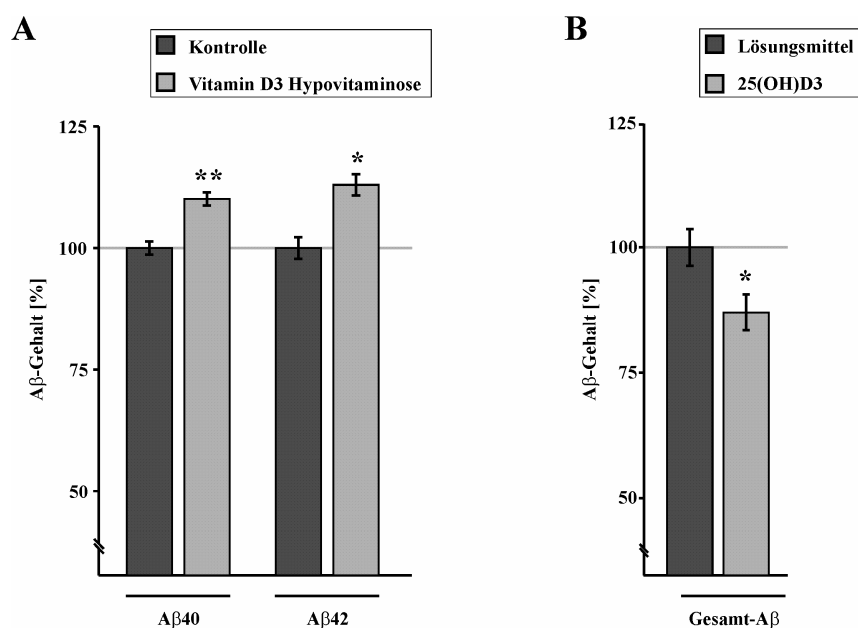 A
Kontrolle
Vitamin D3 Hypovitaminose
Aβ-Gehalt [%]
125
100
75
50
**
*
Aβ40
Aβ42
B
Lösungsmittel
25(OH)D3
Aβ-Gehalt [%]
125
100
75
50
*
Gesamt-Aβ